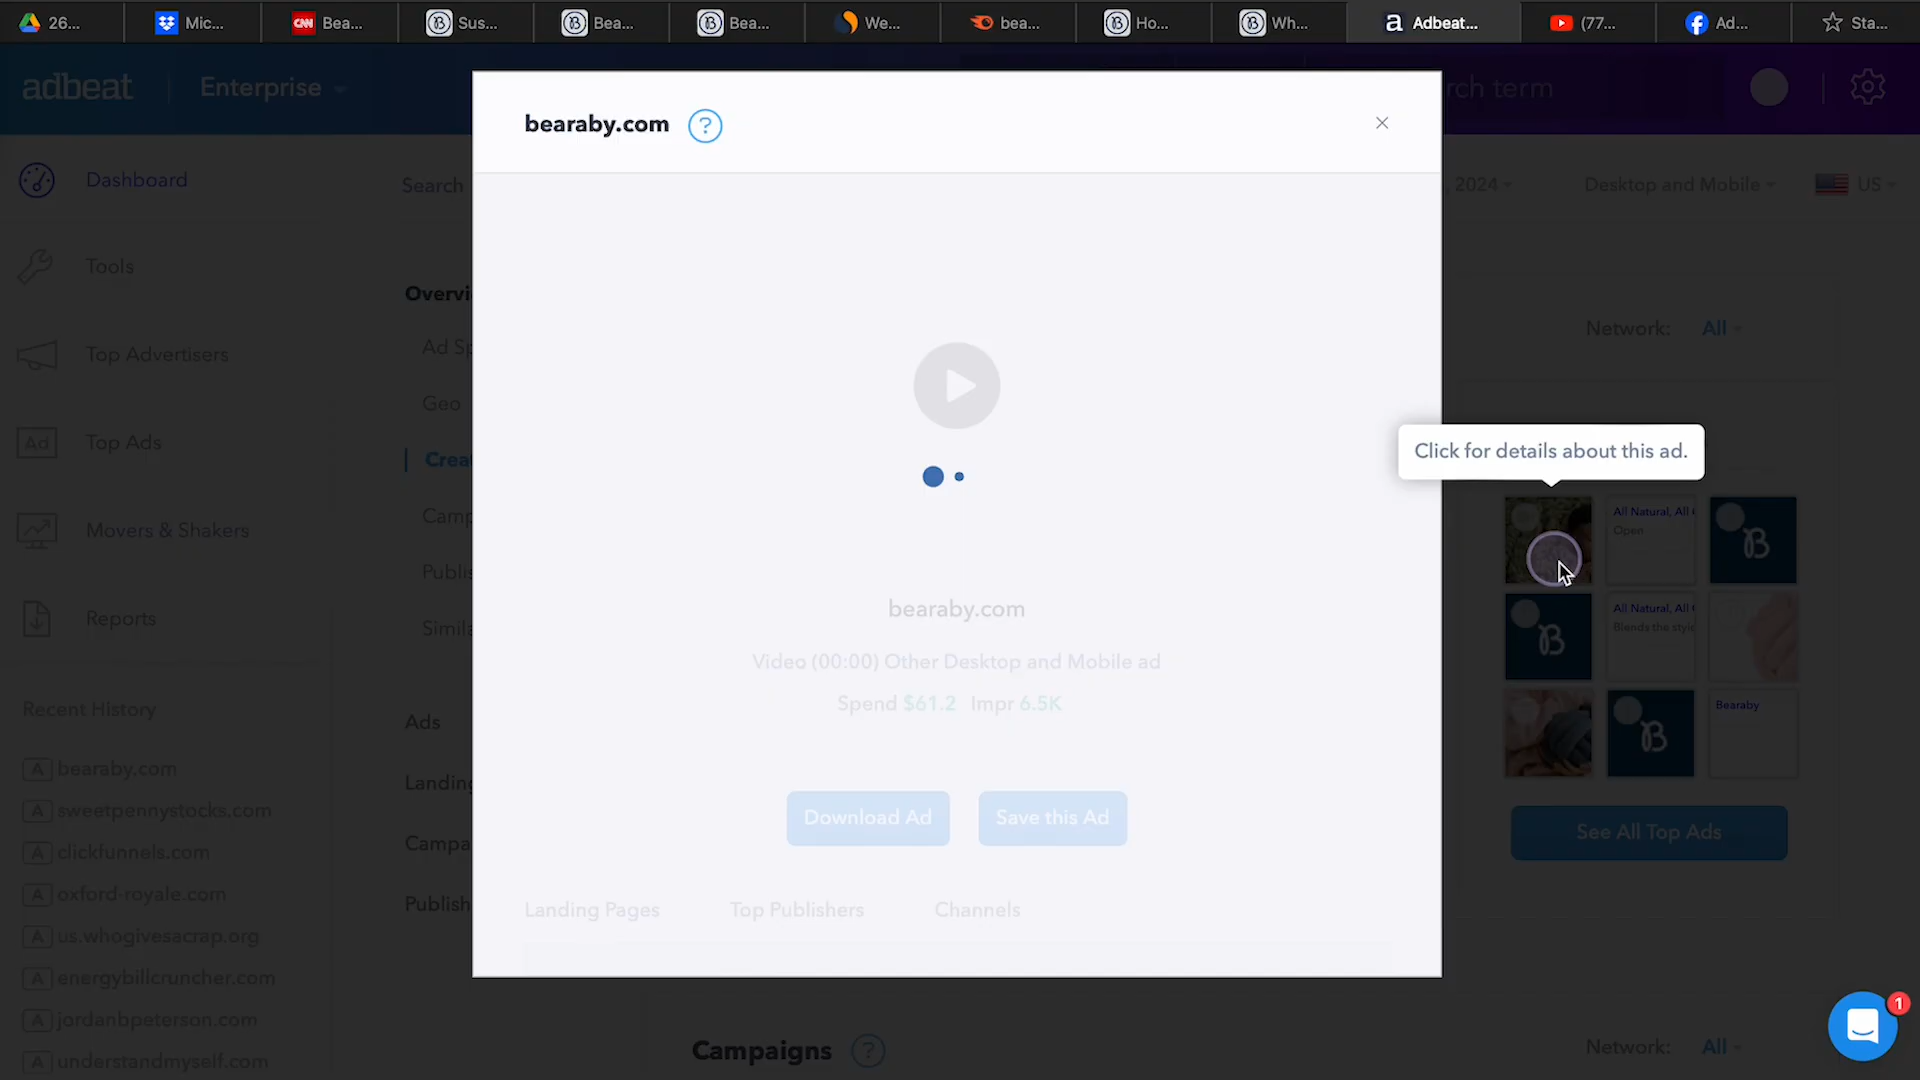 26...
Mic...
CNN
Bea...
Sus...
Bea...
Bea...
We...
bea...
Ho...
Wh...
Adbeat...
(77...
Ad...
Sta...
adbeat
Enterprise
rch term
bearaby.com ?
Dashboard
Search
, 2024
Desktop and Mobile
US
Tools
Overvi
Network: All
Top Advertisers
Ad Sp
Geo
Ad Top Ads
Crea
Click for details about this ad.
Movers & Shakers
Camp
All Natural, All
Open
B
Publis
Reports
Simila
bearaby.com
B
All Natural, All
Blends the style
Video (00:00) Other Desktop and Mobile ad
Spend $61.2 Impr 6.5K
Recent History
Ads
B
Bearaby
A bearaby.com
Landing
A sweetpennystocks.com
Download Ad
Save this Ad
See All Top Ads
A clickfunnels.com
Campa
A oxford-royale.com
Publish
Landing Pages
Top Publishers
Channels
A us.whogivesacrap.org
A energybillcruncher.com
A jordanbpeterson.com
1
Campaigns ?
Network: All
A understandmyself.com